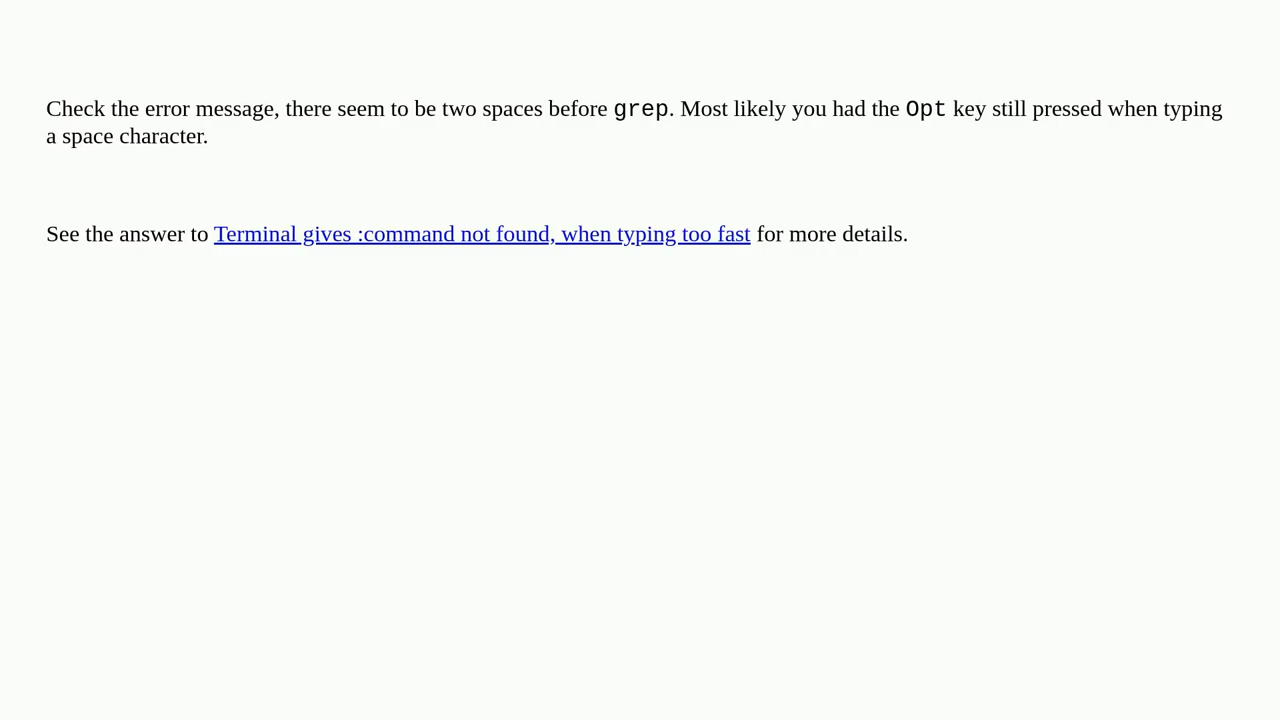 Check the error message, there seem to be two spaces before grep. Most likely you had the Opt key still pressed when typing
a space character.
See the answer to Terminal gives :command not found, when typing too fast for more details.